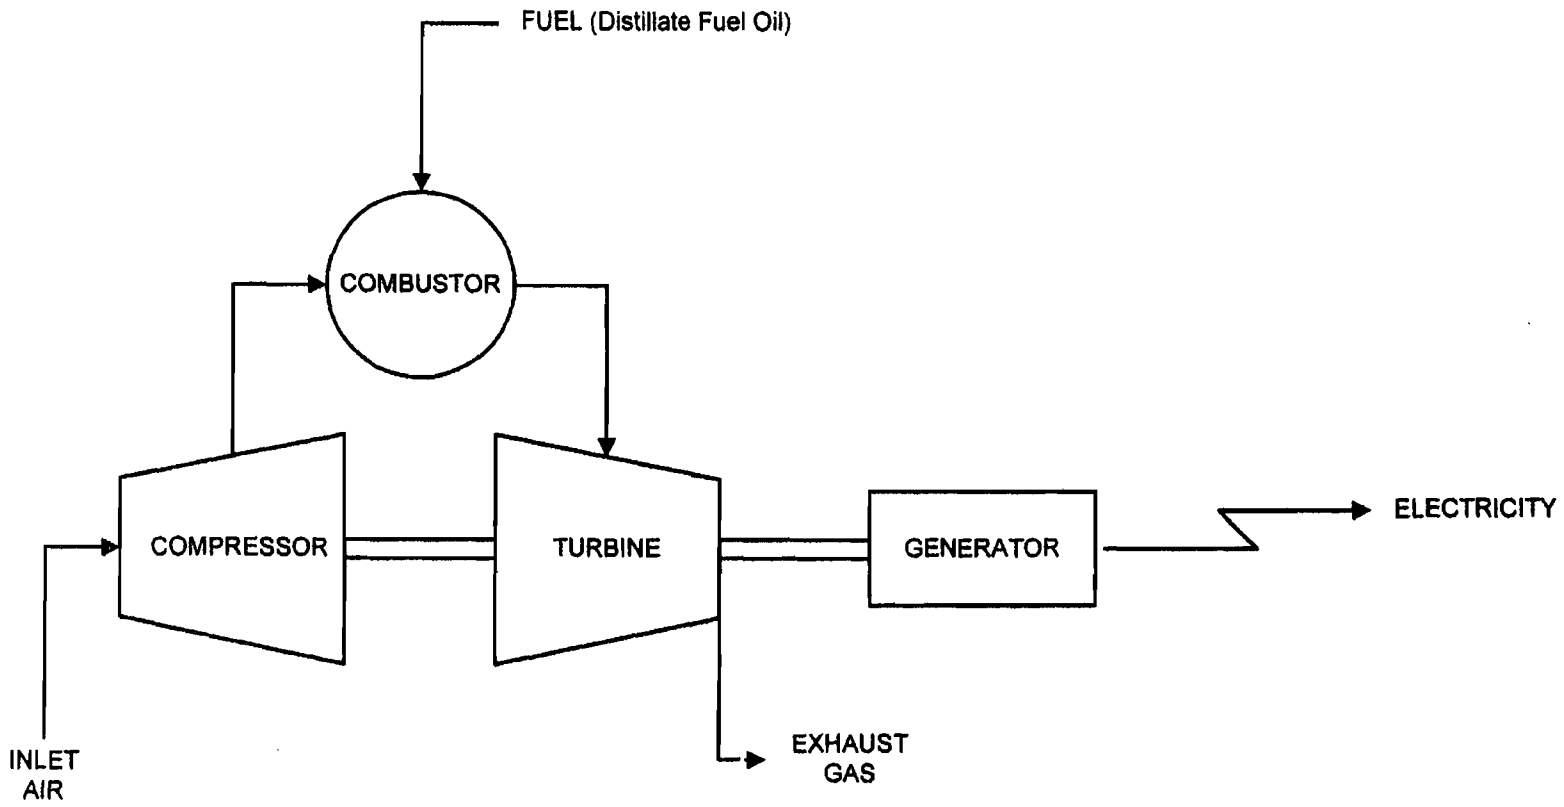 FUEL (Distillate Fuel Oil)
COMBUSTOR
COMPRESSOR
TURBINE
GENERATOR
ELECTRICITY
INLET
AIR
EXHAUST
GAS